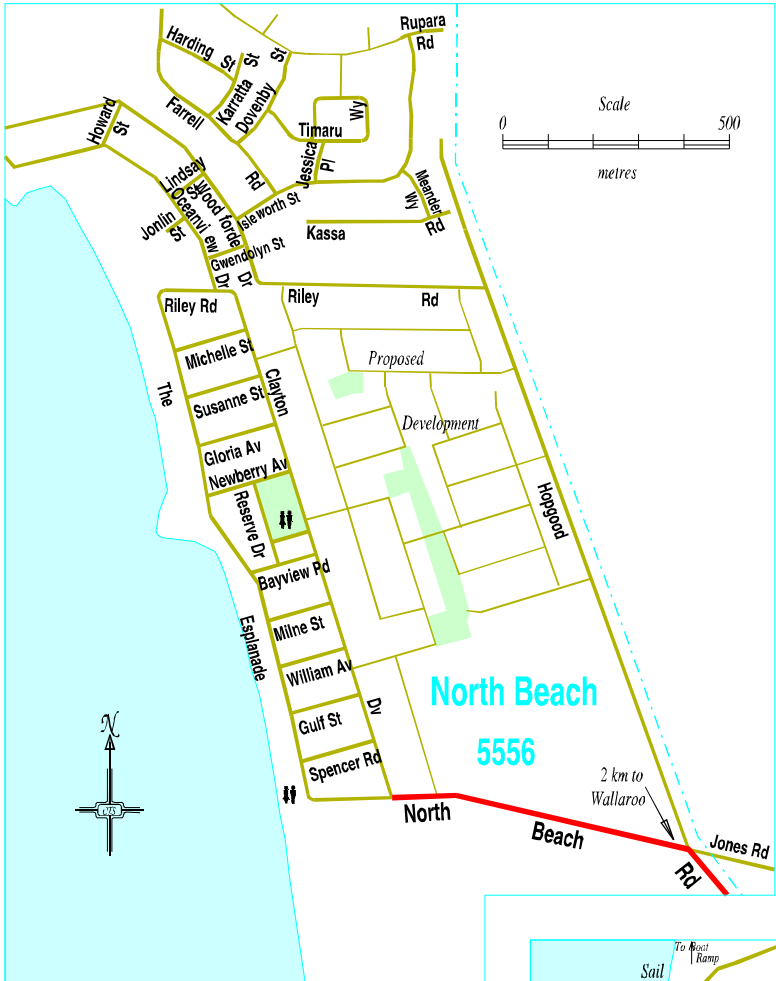 Rupara
Rd
Harding
St
Karratta
St
Dovenby
St
Farrell
Rd
Howard
St
Wy
Timaru
Jessica
Pl
Scale
0
500
metres
Lindsay
St
Woodforde
Dr
Oceanview
Dr
Jonlin
St
Isleworth St
Meander
Wy
Kassa
Rd
Gwendolyn St
Riley Rd
Riley
Rd
Michelle St
Proposed
The
Susanne St
Clayton
Development
Gloria Av
Newberry Av
Reserve Dr
Hopgood
Bayview Rd
Esplanade
Milne St
William Av
North Beach
5556
Dv
Gulf St
N
Spencer Rd
2 km to
Wallaroo
North
Beach
Rd
Jones Rd
To Boat
Ramp
Sail